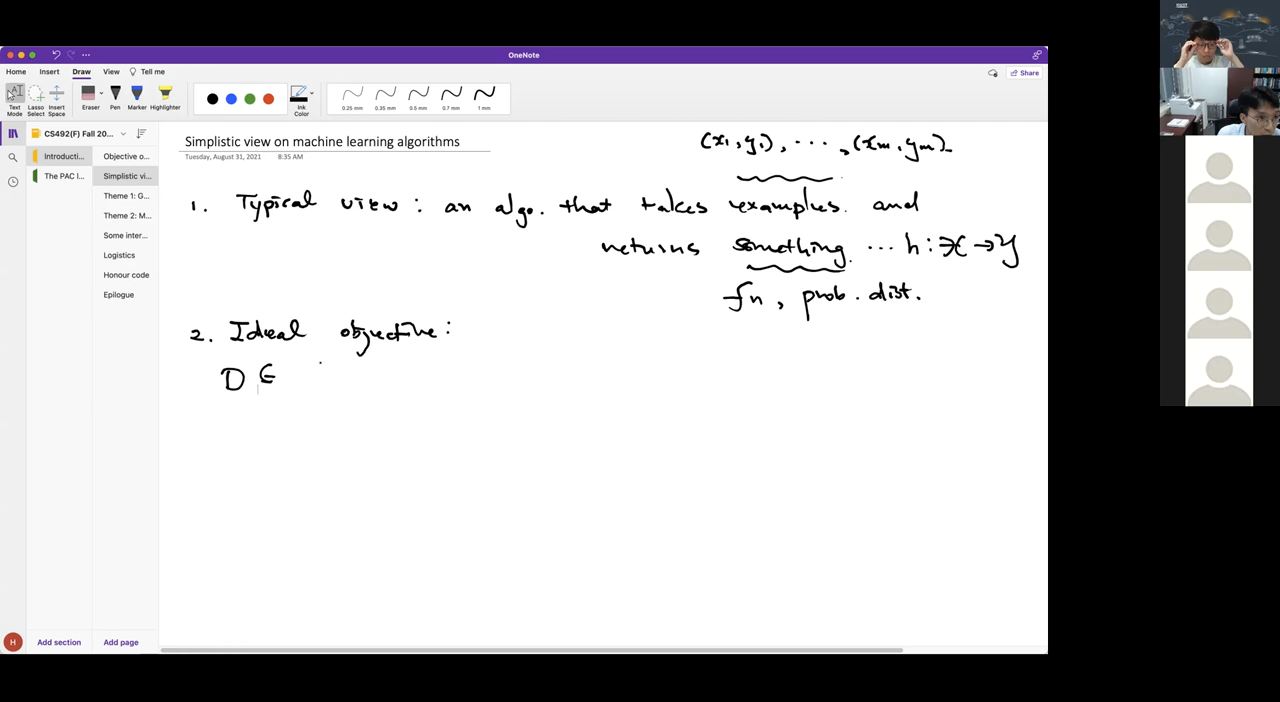 OneNote
Home Insert Draw View Tell me
Share
Text Mode
Lasso Select
Insert Space
Eraser
Pen
Marker
Highlighter
Ink Color
0.25 mm 0.35 mm 0.5 mm 0.7 mm 1 mm
CS492(F) Fall 20...
Introducti...
The PAC l...
Objective o...
Simplistic vi...
Theme 1: G...
Theme 2: M...
Some inter...
Logistics
Honour code
Epilogue
Simplistic view on machine learning algorithms
Tuesday, August 31, 2021 8:35 AM
(x₁, y₁), ..., (xₘ, yₘ)
1. Typical view : an algo. that takes examples. and
returns something. ... h : X → Y
fn, prob. dist.
2. Ideal objective :
D ∈
H
Add section
Add page